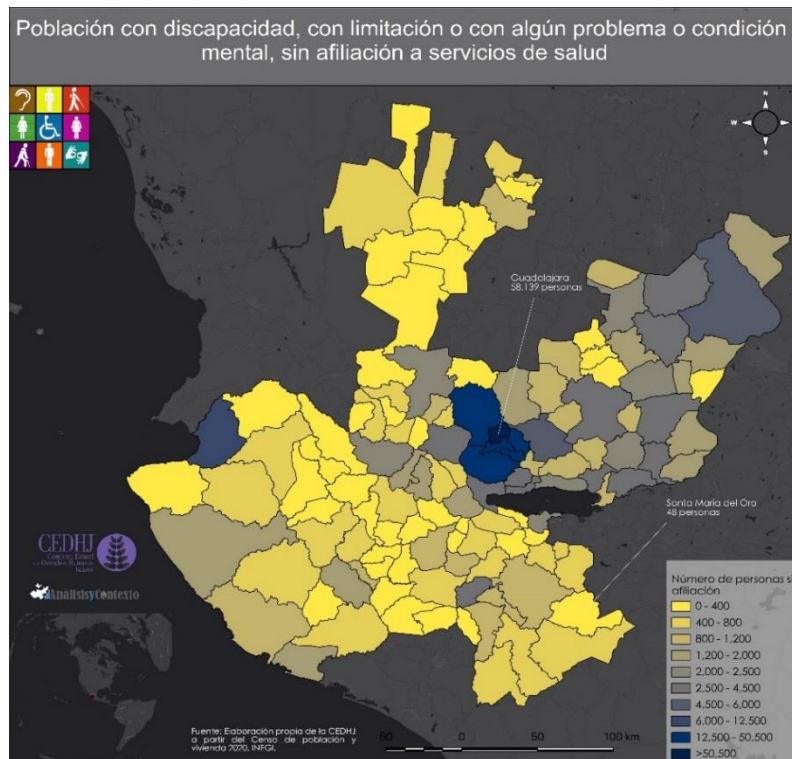 Población con discapacidad, con limitación o con algún problema o condición
mental, sin afiliación a servicios de salud
N
W
S
Guadalajara
58,139 personas
Santa María del Oro
48 personas
CEDHJ
AnálisisyContexto
Número de personas s
afiliación
0 - 400
400 - 800
800 - 1,200
1,200 - 2,000
2,000 - 2,500
2,500 - 4,500
4,500 - 6,000
6,000 - 12,500
12,500 - 50,500
>50,500
Fuente: Elaboración propia de la CEDHJ
a partir del Censo de población y
vivienda 2020, INEGI.
50 0 50 100 km